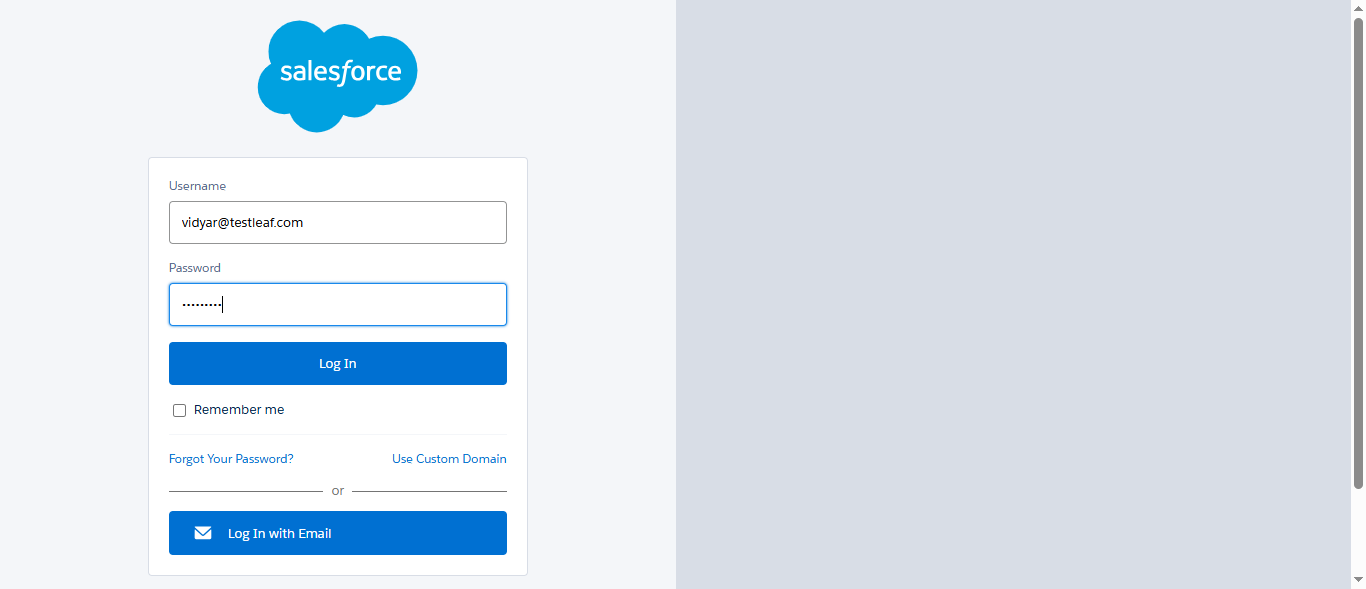 salesforce
Username
vidyar@testleaf.com
Password
•••••••••
Log In
Remember me
Forgot Your Password? Use Custom Domain
or
Log In with Email